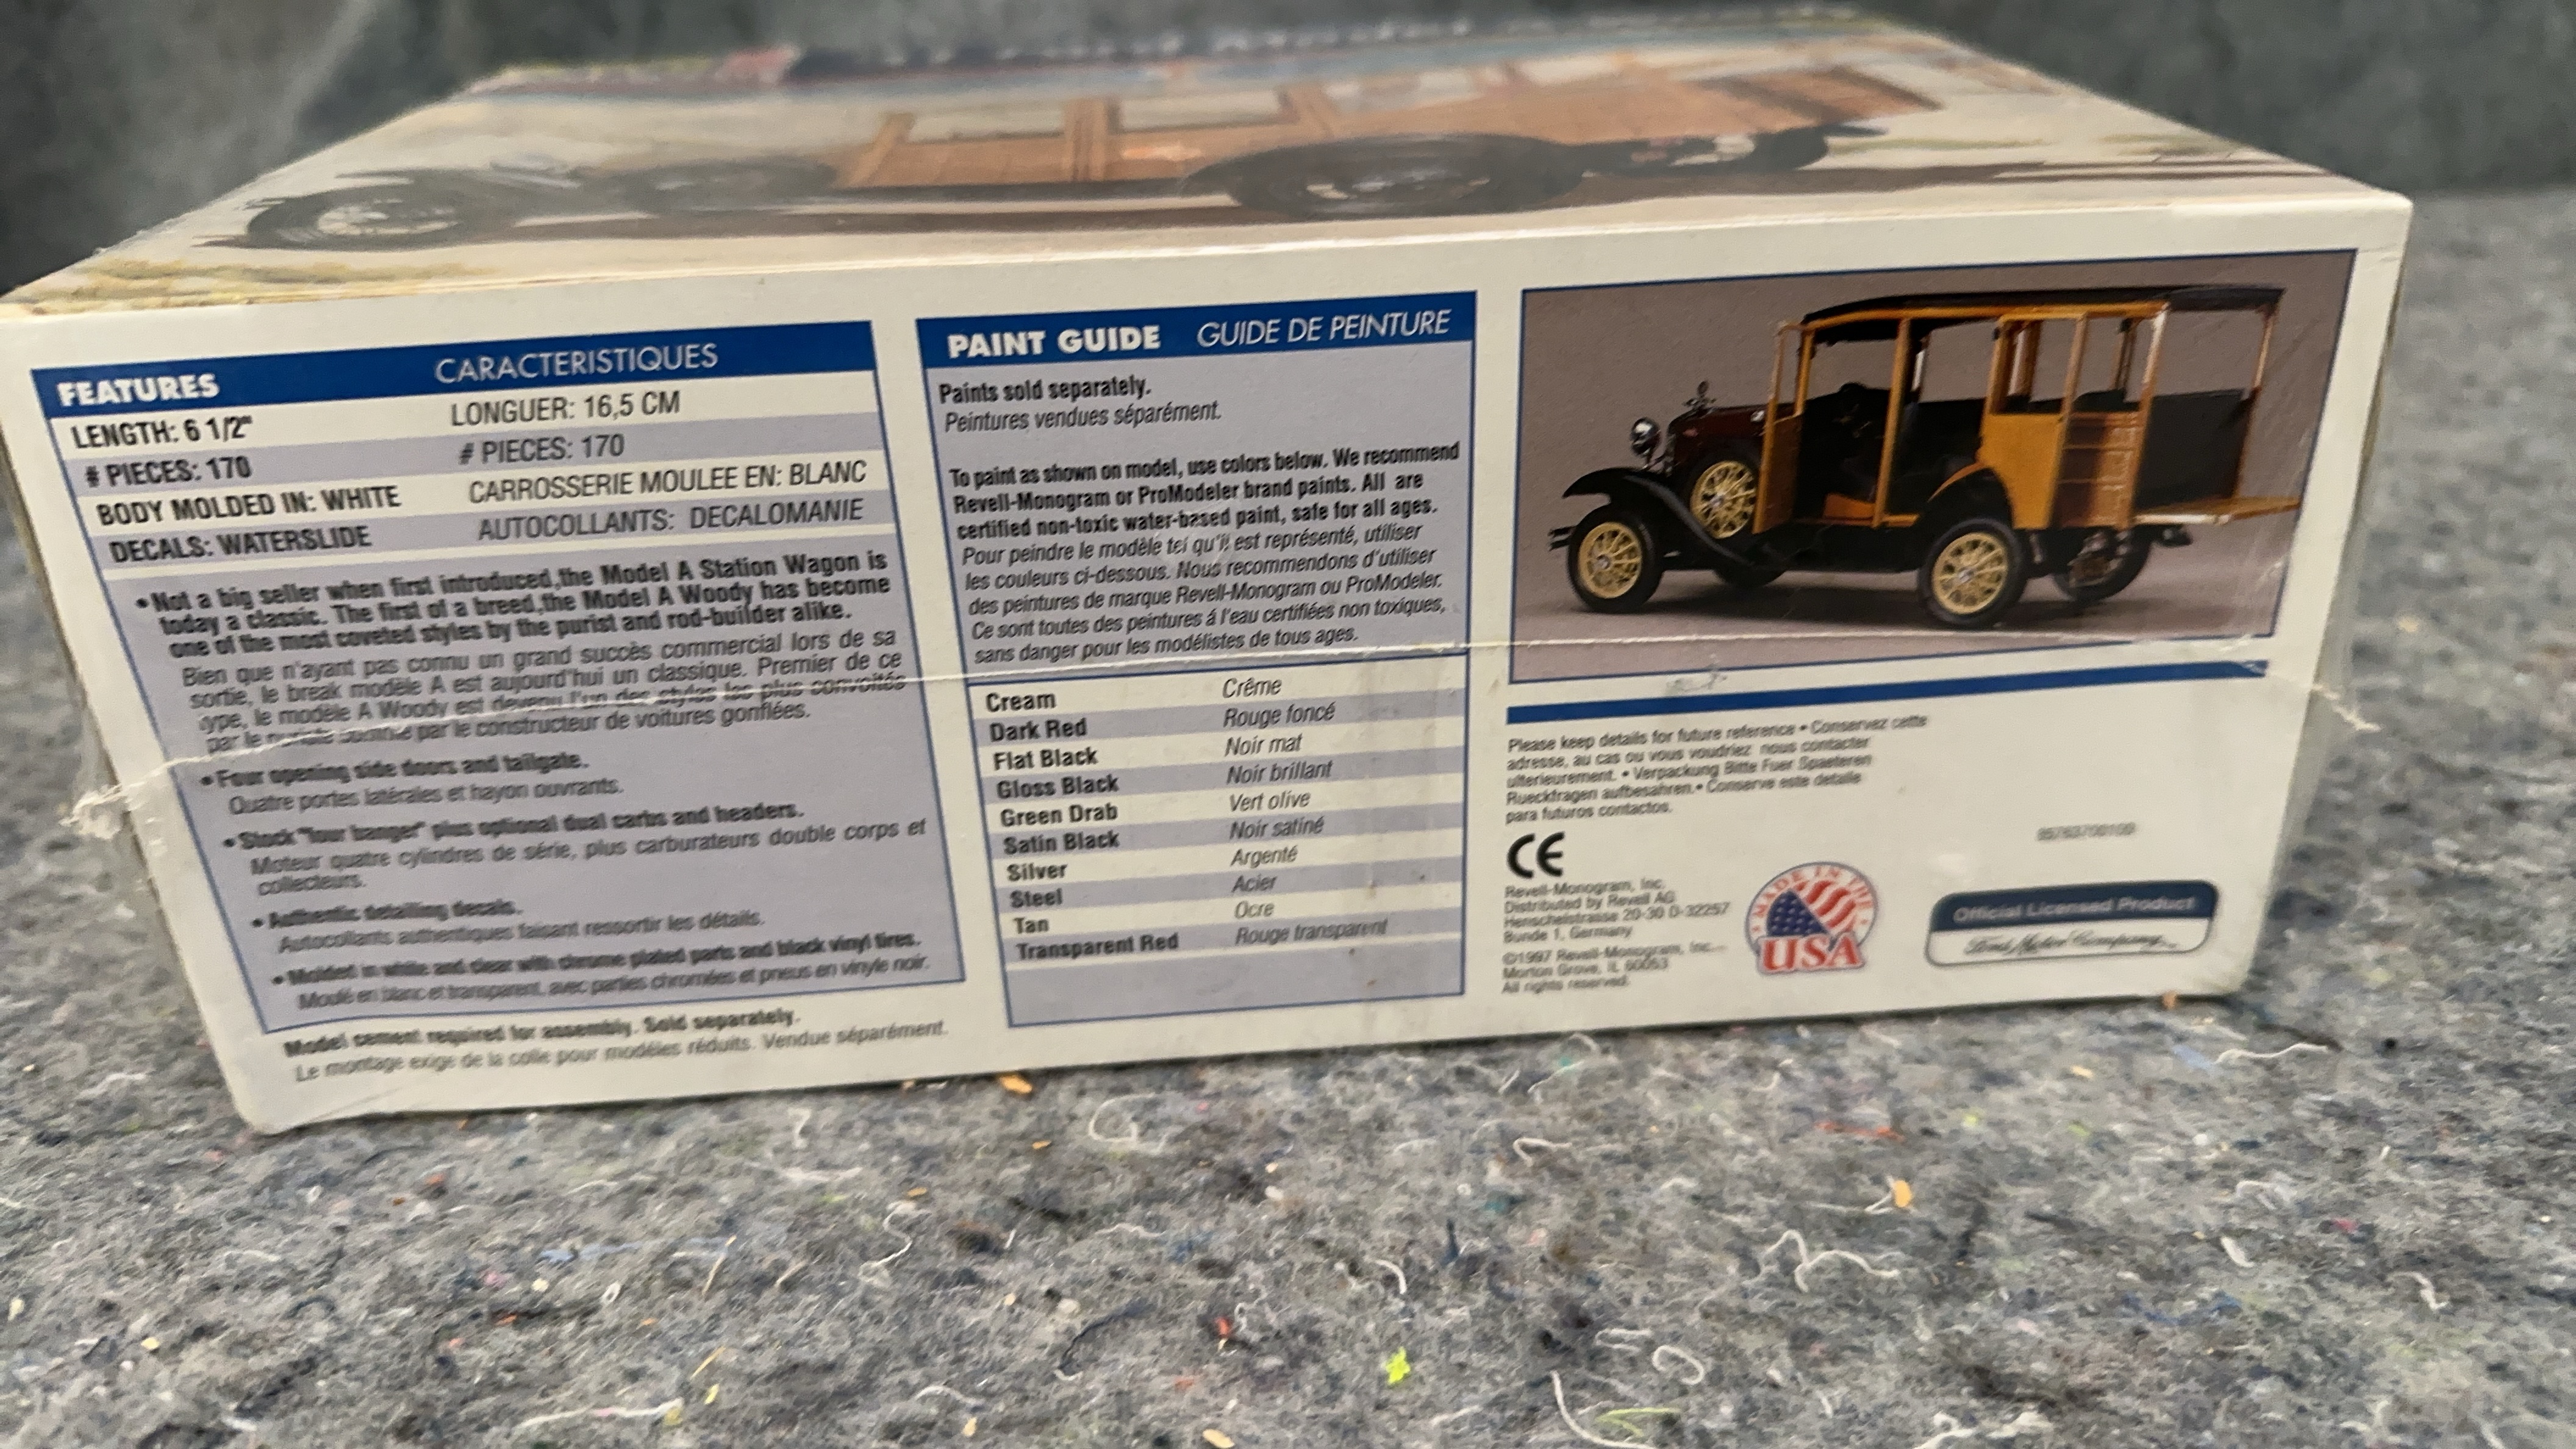 FEATURES CARACTERISTIQUES
LENGTH: 6 1/2" LONGUER: 16,5 CM
# PIECES: 170 # PIECES: 170
BODY MOLDED IN: WHITE CARROSSERIE MOULEE EN: BLANC
DECALS: WATERSLIDE AUTOCOLLANTS: DECALOMANIE
• Not a big seller when first introduced,the Model A Station Wagon is
today a classic. The first of a breed,the Model A Woody has become
one of the most coveted styles by the purist and rod-builder alike.
Bien que n'ayant pas connu un grand succès commercial lors de sa
sortie, le break modèle A est aujourd'hui un classique. Premier de ce
type, le modèle A Woody est devenu l'un des styles les plus convoités
par le puriste comme par le constructeur de voitures gonflées.
• Four opening side doors and tailgate.
Quatre portes latérales et hayon ouvrants.
• Stock "four banger" plus optional dual carbs and headers.
Moteur quatre cylindres de série, plus carburateurs double corps et
collecteurs.
• Authentic detailing decals.
Autocollants authentiques faisant ressortir les détails.
• Molded in white and clear with chrome plated parts and black vinyl tires.
Moulé en blanc et transparent, avec parties chromées et pneus en vinyle noir.
Model cement required for assembly. Sold separately.
Le montage exige de la colle pour modèles réduits. Vendue séparément.
PAINT GUIDE GUIDE DE PEINTURE
Paints sold separately.
Peintures vendues séparément.
To paint as shown on model, use colors below. We recommend
Revell-Monogram or ProModeler brand paints. All are
certified non-toxic water-based paint, safe for all ages.
Pour peindre le modèle tel qu'il est représenté, utiliser
les couleurs ci-dessous. Nous recommendons d'utiliser
des peintures de marque Revell-Monogram ou ProModeler.
Ce sont toutes des peintures á l'eau certifiées non toxiques,
sans danger pour les modélistes de tous ages.
Cream Crême
Dark Red Rouge foncé
Flat Black Noir mat
Gloss Black Noir brillant
Green Drab Vert olive
Satin Black Noir satiné
Silver Argenté
Steel Acier
Tan Ocre
Transparent Red Rouge transparent
Please keep details for future reference • Conservez cette
adresse, au cas ou vous voudriez nous contacter
ulterieurement. • Verpackung Bitte Fuer Spaeteren
Rueckfragen aufbesahren. • Conserve este detaile
para futuros contactos.
CE
Revell-Monogram, Inc.
Distributed by Revell AG
Henschelstrasse 20-30 D-32257
Bunde 1, Germany
©1997 Revell-Monogram, Inc.
Morton Grove, IL 60053
All rights reserved.
MADE IN THE
USA
Official Licensed Product
Ford Motor Company